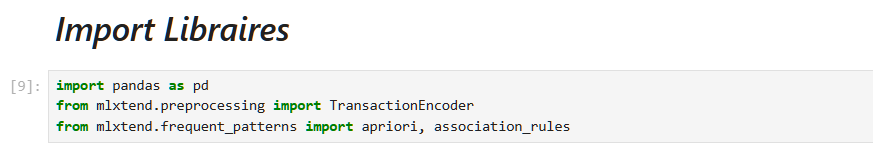 Import Libraires
[9]: import pandas as pd
from mlxtend.preprocessing import TransactionEncoder
from mlxtend.frequent_patterns import apriori, association_rules